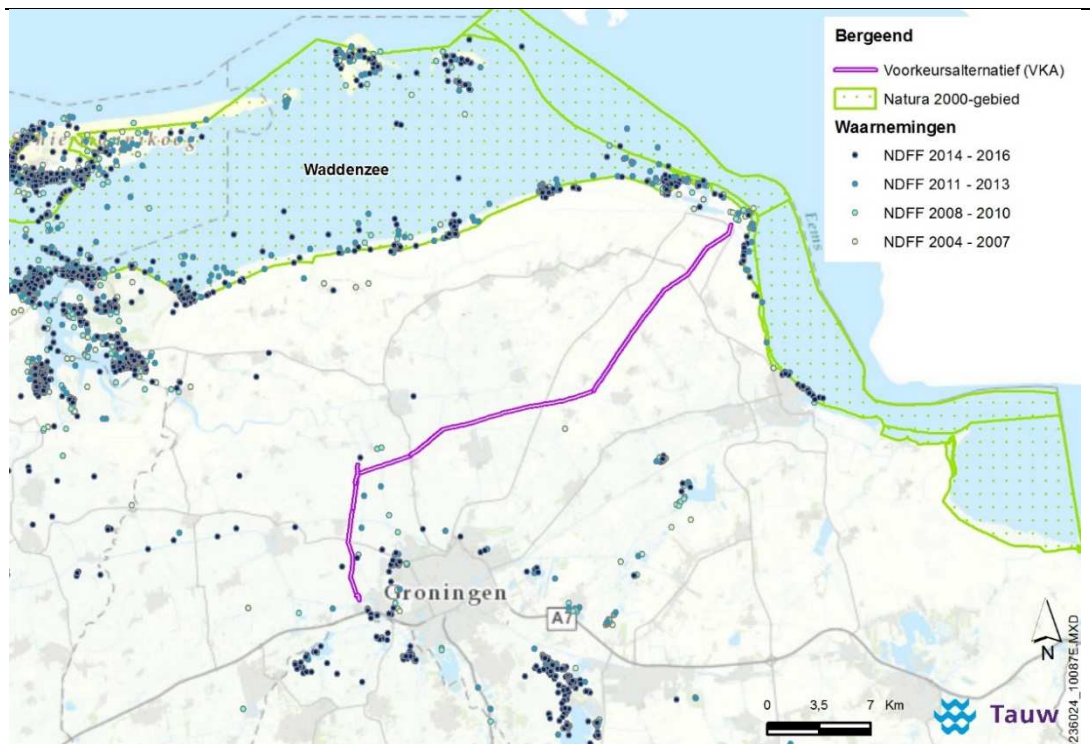 Bergeend
Voorkeursalternatief (VKA)
Natura 2000-gebied
Waarnemingen
NDFF 2014 - 2016
NDFF 2011 - 2013
NDFF 2008 - 2010
NDFF 2004 - 2007
Waddenzee
Eems
Groningen
A7
N
0 3,5 7 Km
Tauw
236024_10087E.MXD